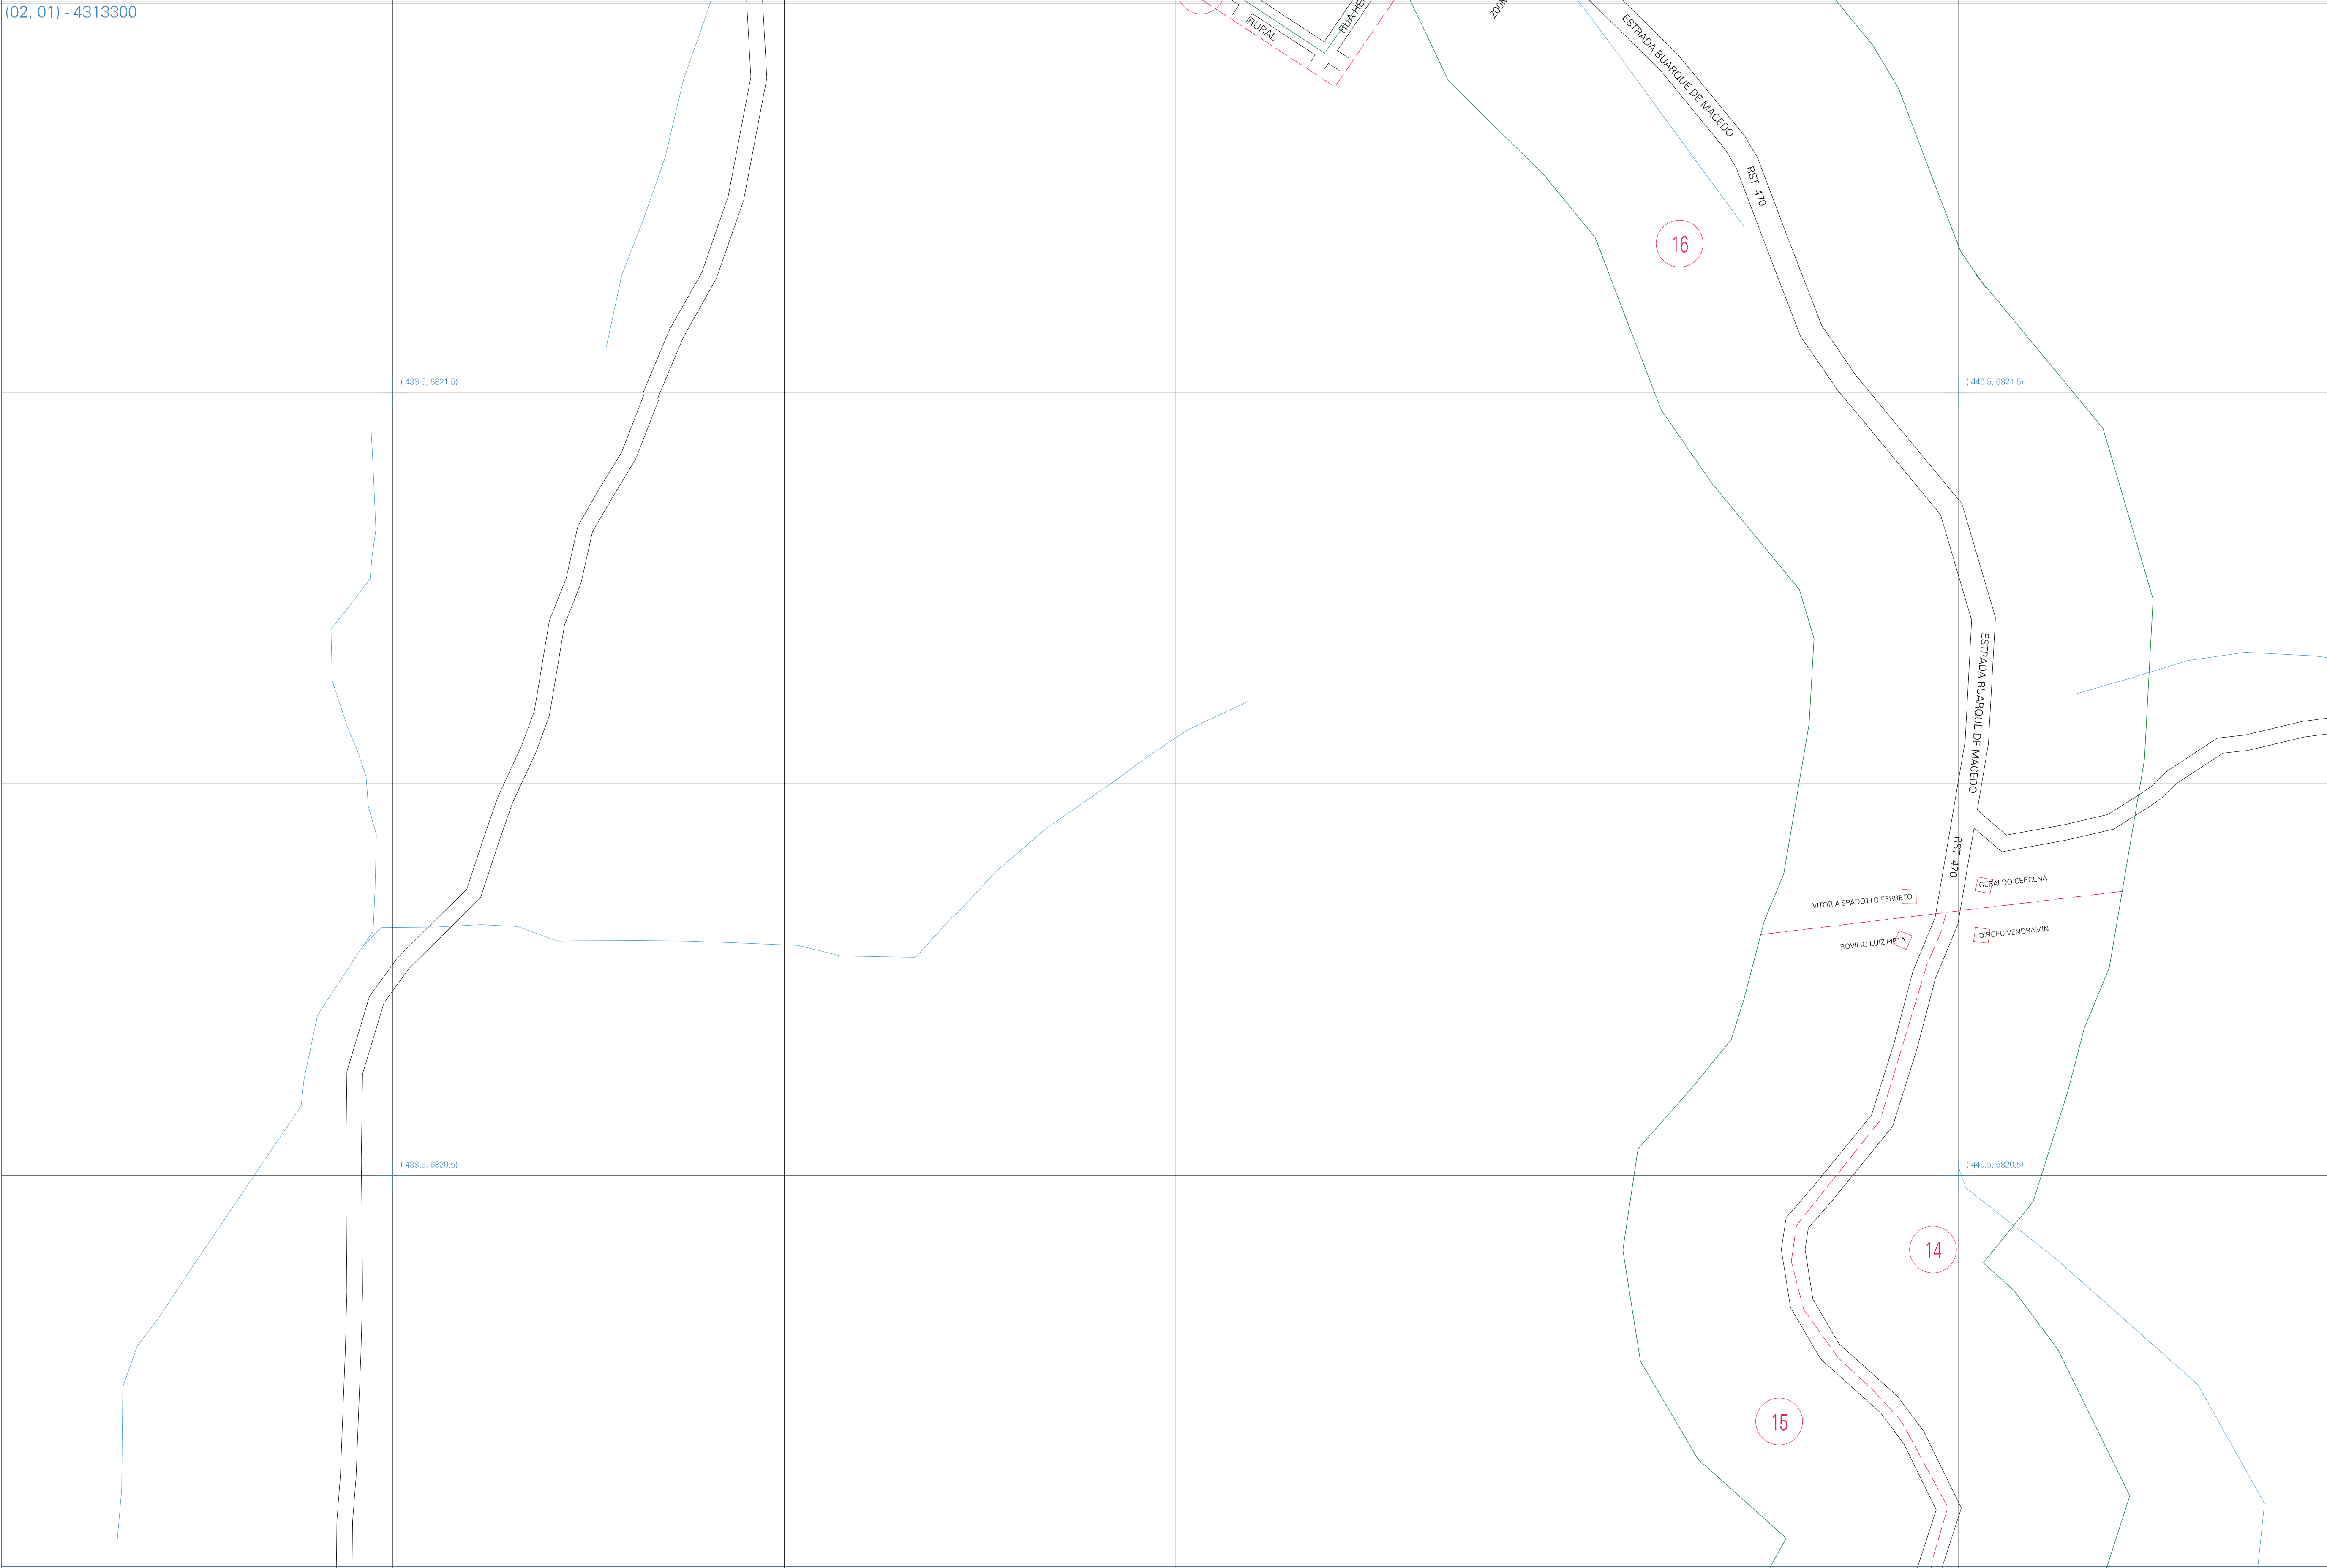 (02, 01) - 4313300
RURAL
ESTRADA BUARQUE DE MACEDO
RST 470
16
( 438.5, 6821.5)
( 440.5, 6821.5)
ESTRADA BUARQUE DE MACEDO
RST 470
GERALDO CERCENA
VITORIA SPADOTTO FERRETO
DIRCEU VENDRAMIN
ROVILIO LUIZ PIETA
( 438.5, 6820.5)
( 440.5, 6820.5)
14
15